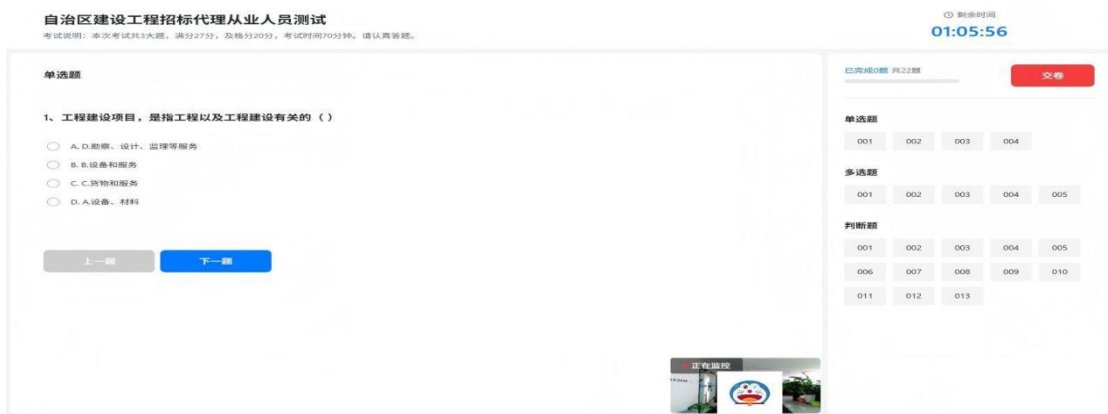 自治区建设工程招标代理从业人员测试
考试说明：本次考试共3大题，满分27分，及格分20分，考试时间70分钟。请认真答题。
剩余时间
01:05:56
单选题
1、工程建设项目，是指工程以及工程建设有关的（）
A. D.勘察、设计、监理等服务
B. B.设备和服务
C. C.货物和服务
D. A.设备、材料
上一题 下一题
已完成0题 共22题 交卷
单选题
001 002 003 004
多选题
001 002 003 004 005
判断题
001 002 003 004 005
006 007 008 009 010
011 012 013
正在监控